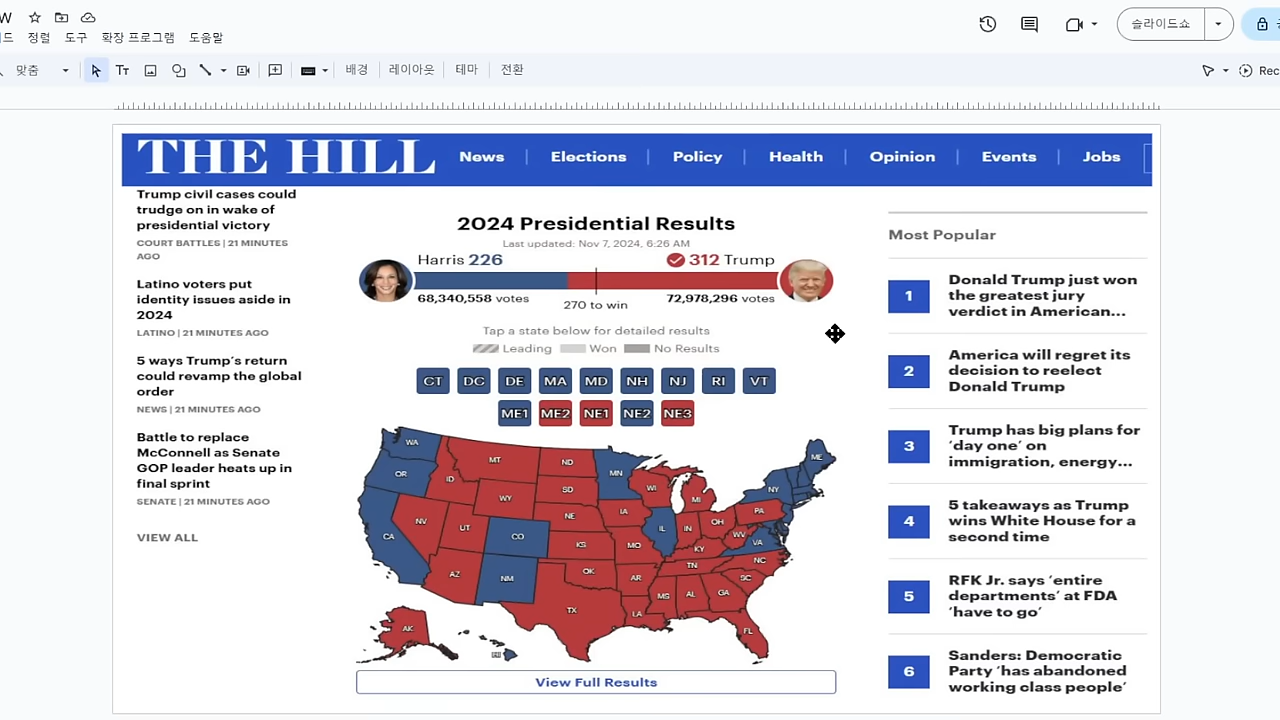 W
드 정렬 도구 확장 프로그램 도움말
슬라이드쇼
맞춤 Tт 배경 레이아웃 테마 전환 Rec
THE HILL News Elections Policy Health Opinion Events Jobs
Trump civil cases could
trudge on in wake of
presidential victory
COURT BATTLES | 21 MINUTES
AGO
Latino voters put
identity issues aside in
2024
LATINO | 21 MINUTES AGO
5 ways Trump's return
could revamp the global
order
NEWS | 21 MINUTES AGO
Battle to replace
McConnell as Senate
GOP leader heats up in
final sprint
SENATE | 21 MINUTES AGO
VIEW ALL
2024 Presidential Results
Last updated: Nov 7, 2024, 6:26 AM
Harris 226 312 Trump
68,340,558 votes 270 to win 72,978,296 votes
Tap a state below for detailed results
Leading Won No Results
CT DC DE MA MD NH NJ RI VT
ME1 ME2 NE1 NE2 NE3
WA
MT ND MN ME
OR ID SD WI MI NY
WY IA PA
NV UT NE IL IN OH
CA CO KS MO WV VA
KY
AZ NM OK AR TN NC
SC
TX MS AL GA
LA
AK FL
HI
View Full Results
Most Popular
1
Donald Trump just won
the greatest jury
verdict in American...
2
America will regret its
decision to reelect
Donald Trump
3
Trump has big plans for
‘day one’ on
immigration, energy...
4
5 takeaways as Trump
wins White House for a
second time
5
RFK Jr. says ‘entire
departments’ at FDA
‘have to go’
6
Sanders: Democratic
Party ‘has abandoned
working class people’